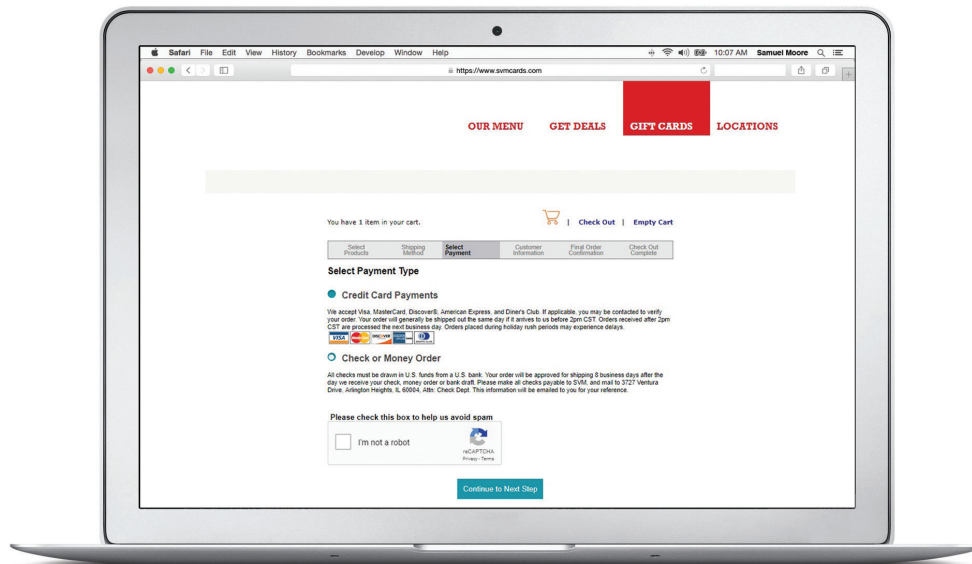 Safari File Edit View History Bookmarks Develop Window Help 10:07 AM Samuel Moore
https://www.svmcards.com
OUR MENU GET DEALS GIFT CARDS LOCATIONS
You have 1 item in your cart. | Check Out | Empty Cart
Select Products Shipping Method Select Payment Customer Information Final Order Confirmation Check Out Complete
Select Payment Type
Credit Card Payments
We accept Visa, MasterCard, Discover®, American Express, and Diner's Club. If applicable, you may be contacted to verify
your order. Your order will generally be shipped out the same day if it arrives to us before 2pm CST. Orders received after 2pm
CST are processed the next business day. Orders placed during holiday rush periods may experience delays.
VISA MasterCard DISCOVER
Check or Money Order
All checks must be drawn in U.S. funds from a U.S. bank. Your order will be approved for shipping 8 business days after the
day we receive your check, money order or bank draft. Please make all checks payable to SVM, and mail to 3727 Ventura
Drive, Arlington Heights, IL 60004, Attn: Check Dept. This information will be emailed to you for your reference.
Please check this box to help us avoid spam
I'm not a robot
reCAPTCHA
Privacy - Terms
Continue to Next Step